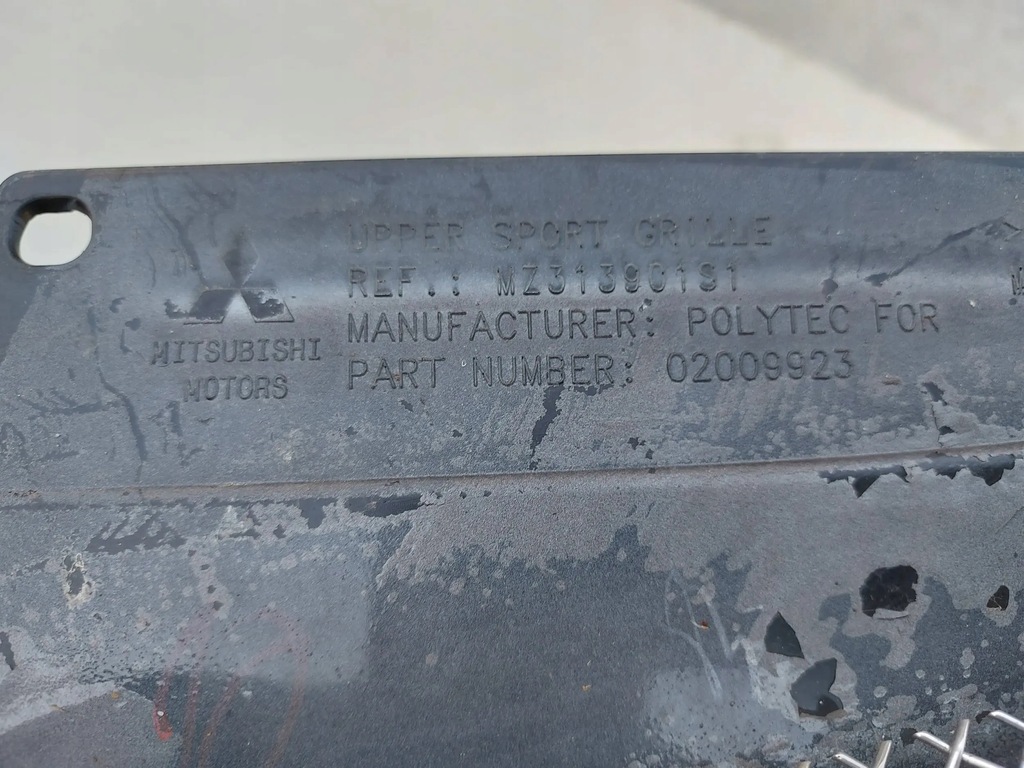 UPPER SPORT GRILLE
REF.: MZ313901S1
MANUFACTURER: POLYTEC FOR
PART NUMBER: 02009923
MITSUBISHI
MOTORS